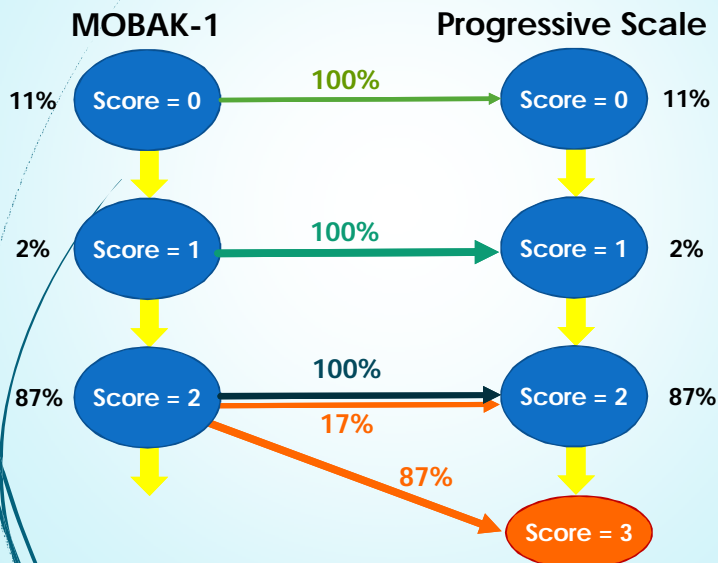 MOBAK-1 Progressive Scale
11% Score = 0 100% Score = 0 11%
2% Score = 1 100% Score = 1 2%
87% Score = 2 100% Score = 2 87%
17%
87%
Score = 3